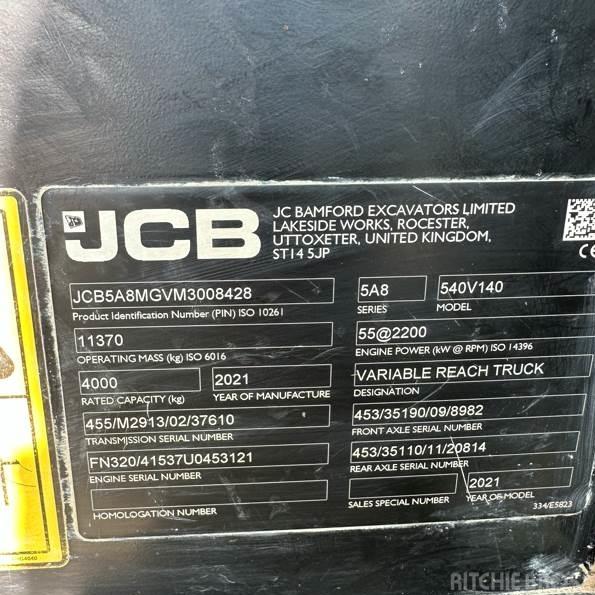 JCB
JC BAMFORD EXCAVATORS LIMITED
LAKESIDE WORKS, ROCESTER,
UTTOXETER, UNITED KINGDOM,
ST14 5JP
CE
JCB5A8MGVM3008428
Product Identification Number (PIN) ISO 10261
5A8
SERIES
540V140
MODEL
11370
OPERATING MASS (kg) ISO 6016
55@2200
ENGINE POWER (kW @ RPM) ISO 14396
4000
RATED CAPACITY (kg)
2021
YEAR OF MANUFACTURE
VARIABLE REACH TRUCK
DESIGNATION
455/M2913/02/37610
TRANSMISSION SERIAL NUMBER
453/35190/09/8982
FRONT AXLE SERIAL NUMBER
FN320/41537U0453121
ENGINE SERIAL NUMBER
453/35110/11/20814
REAR AXLE SERIAL NUMBER
HOMOLOGATION NUMBER
SALES SPECIAL NUMBER
2021
YEAR OF MODEL
334/E5823